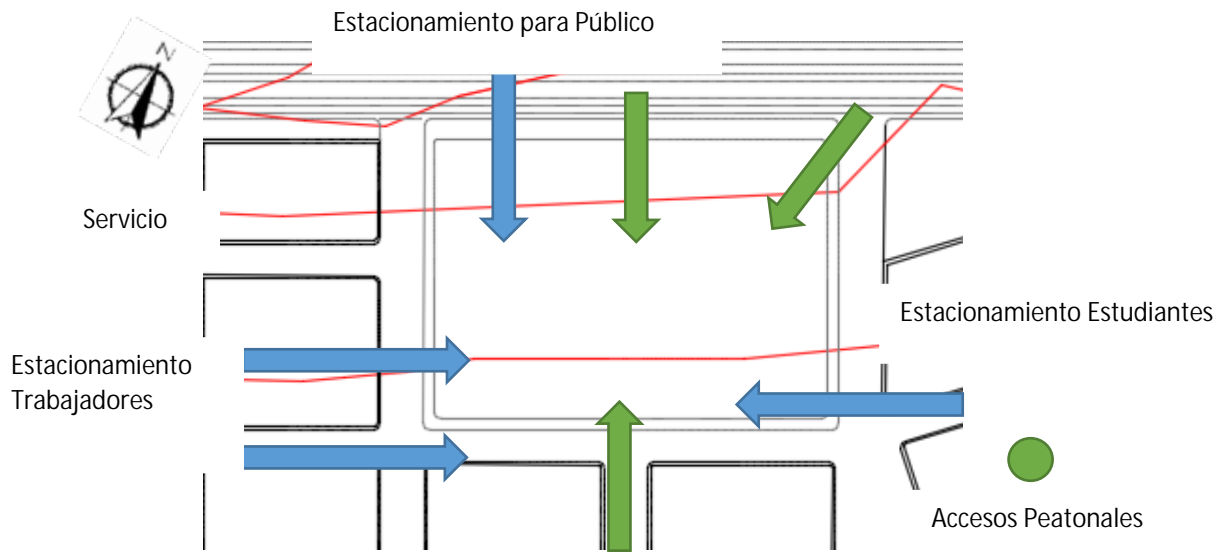 Estacionamiento para Público
N
Servicio
Estacionamiento Estudiantes
Estacionamiento
Trabajadores
Accesos Peatonales